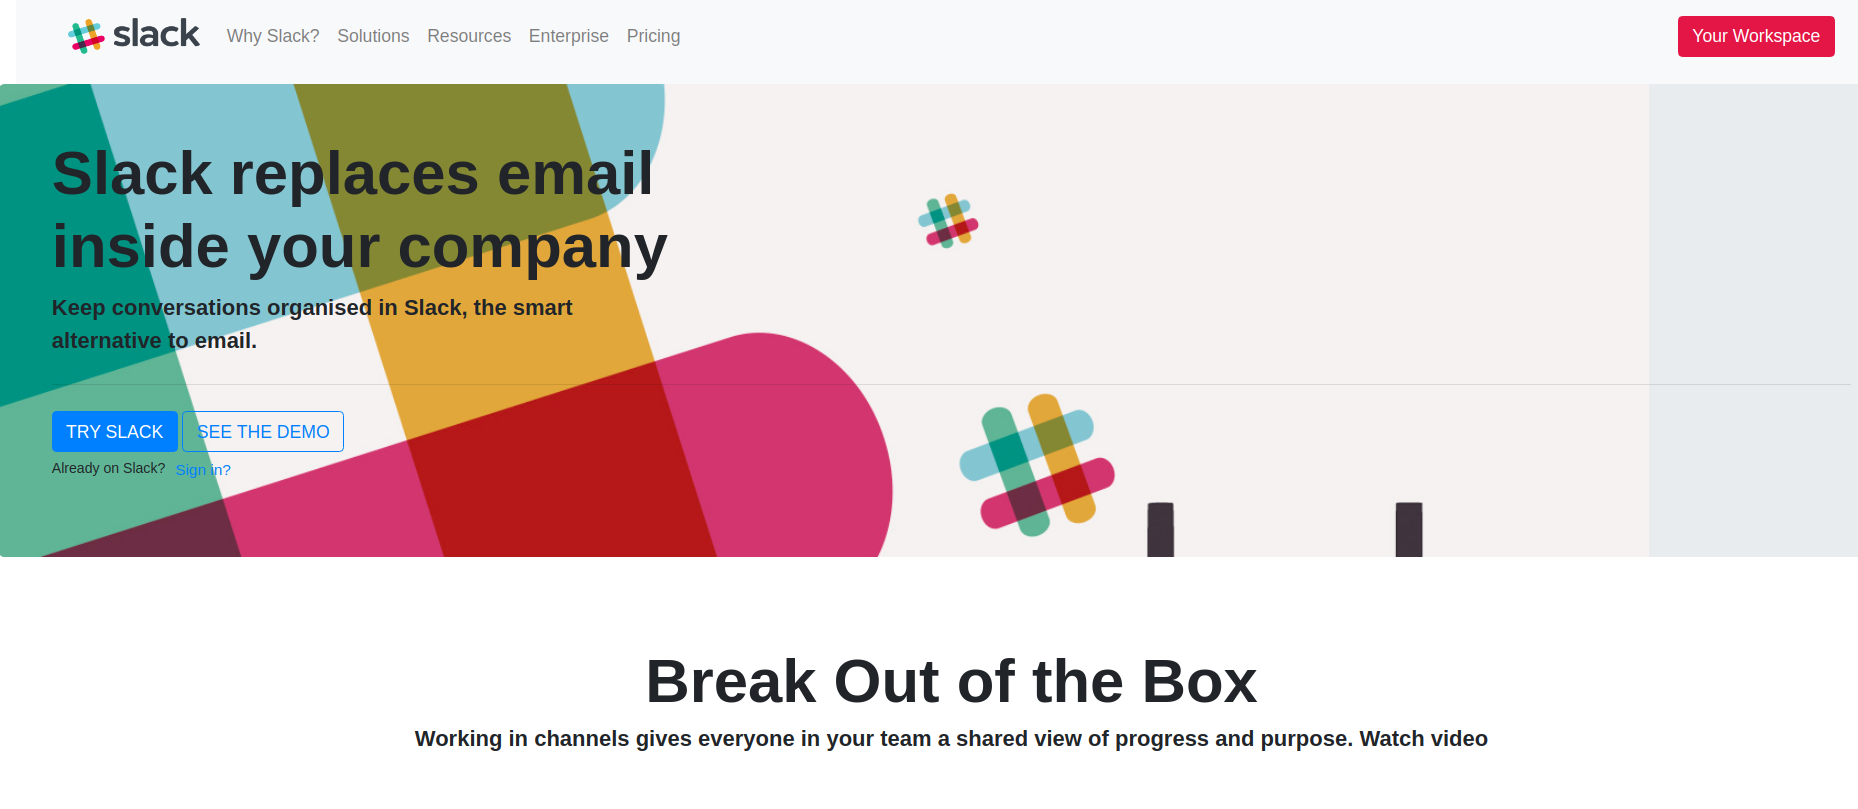 slack Why Slack? Solutions Resources Enterprise Pricing Your Workspace
Slack replaces email
inside your company
Keep conversations organised in Slack, the smart
alternative to email.
TRY SLACK SEE THE DEMO
Already on Slack? Sign in?
Break Out of the Box
Working in channels gives everyone in your team a shared view of progress and purpose. Watch video